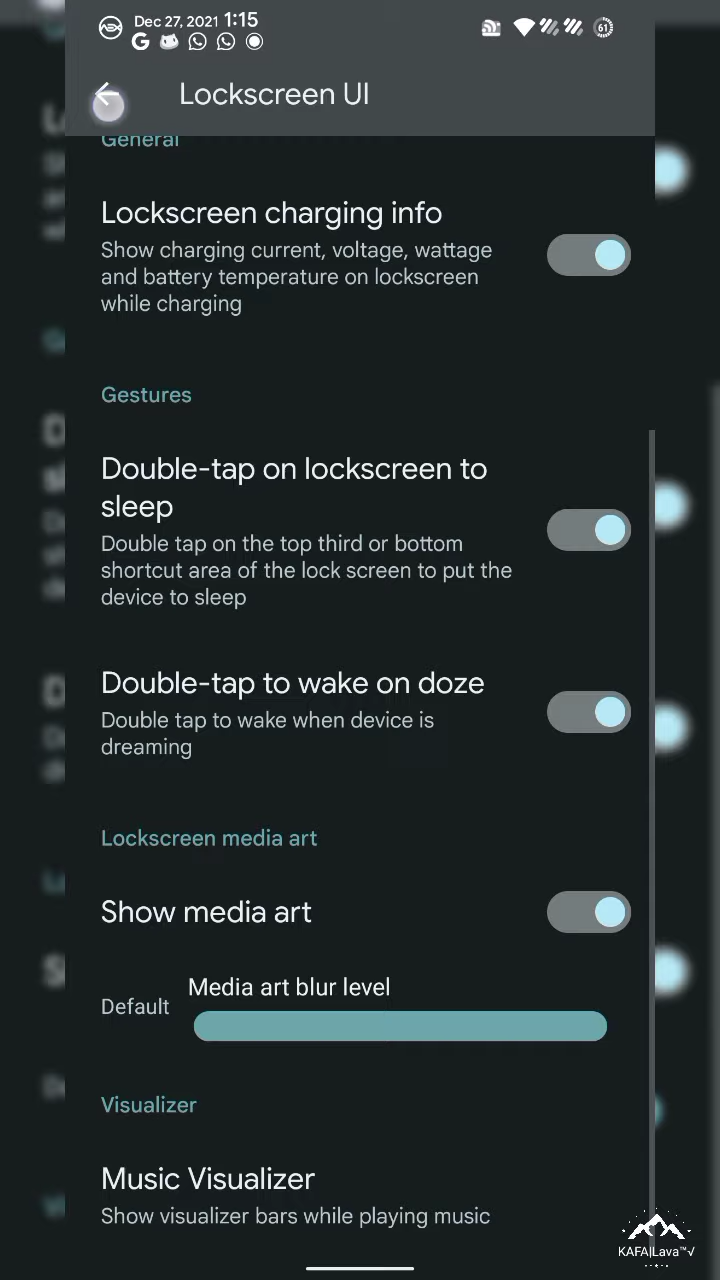 Dec 27, 2021 1:15
61
Lockscreen UI
General
Lockscreen charging info
Show charging current, voltage, wattage
and battery temperature on lockscreen
while charging
Gestures
Double-tap on lockscreen to
sleep
Double tap on the top third or bottom
shortcut area of the lock screen to put the
device to sleep
Double-tap to wake on doze
Double tap to wake when device is
dreaming
Lockscreen media art
Show media art
Media art blur level
Default
Visualizer
Music Visualizer
Show visualizer bars while playing music
KAFA|Lava™√